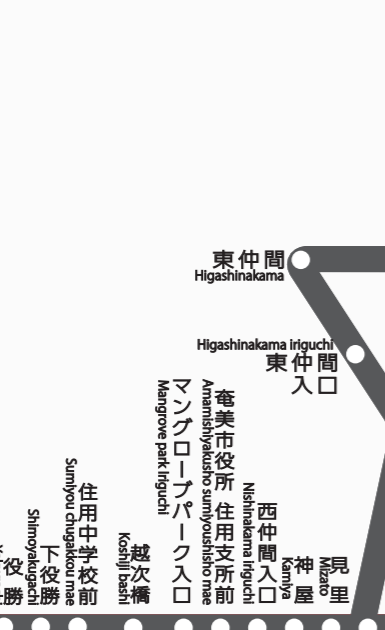 東仲間
Higashinakama
Higashinakama iriguchi
東仲間
入口
マングローブパーク入口
Mangrove park Iriguchi
奄美市役所 住用支所前
Amamishiyakusho sumiyoushisho mae
西仲間入口
Nishinakama Iriguchi
神屋
Kamiya
見里
Mizato
越次橋
Koshiji bashi
住用中学校前
Sumiyou chugakkou mae
下役勝
Shimoyakugachi
役勝